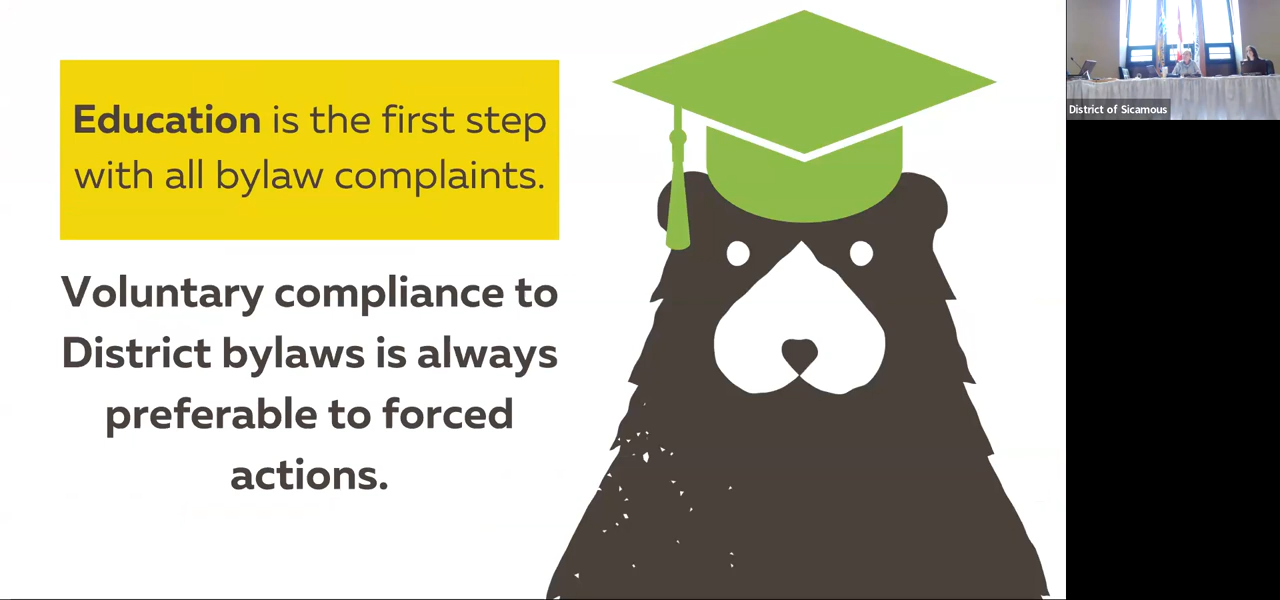 Education is the first step
with all bylaw complaints.
Voluntary compliance to
District bylaws is always
preferable to forced
actions.
District of Sicamous